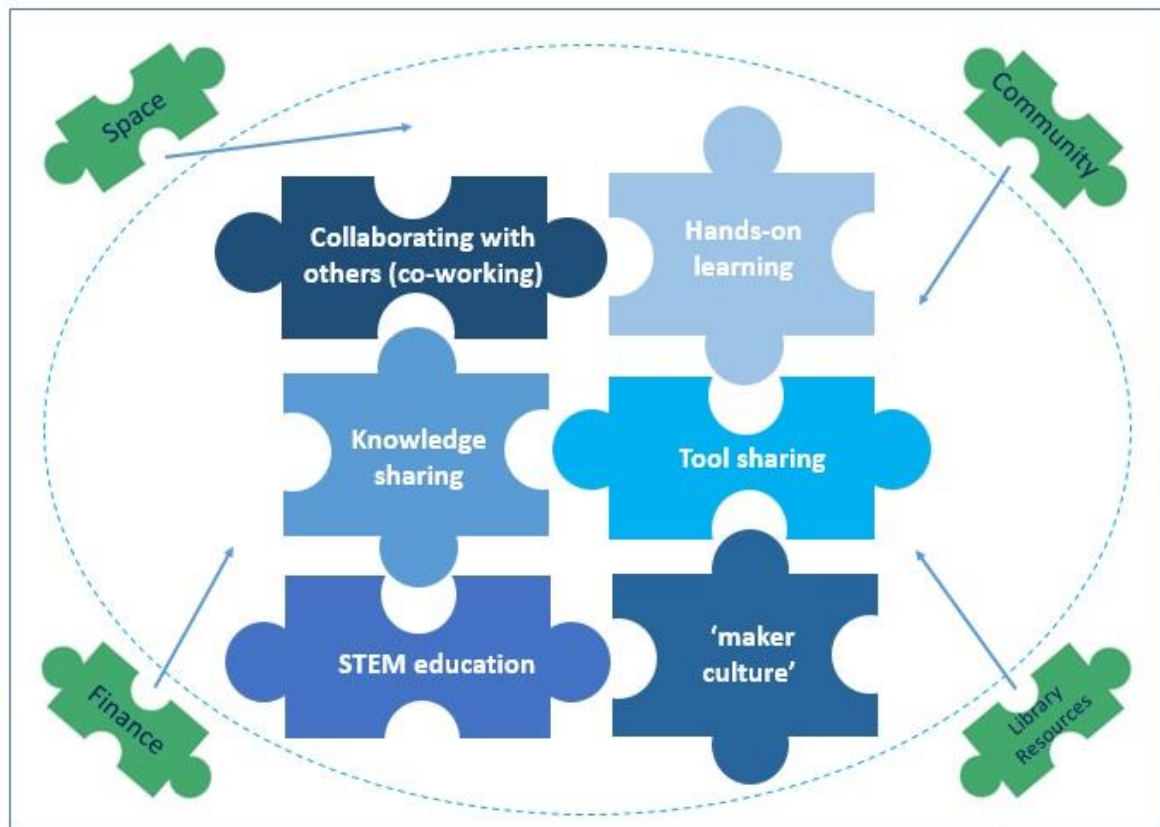 Space
Community
Collaborating with
others (co-working)
Hands-on
learning
Knowledge
sharing
Tool sharing
STEM education
‘maker
culture’
Finance
Library
Resources